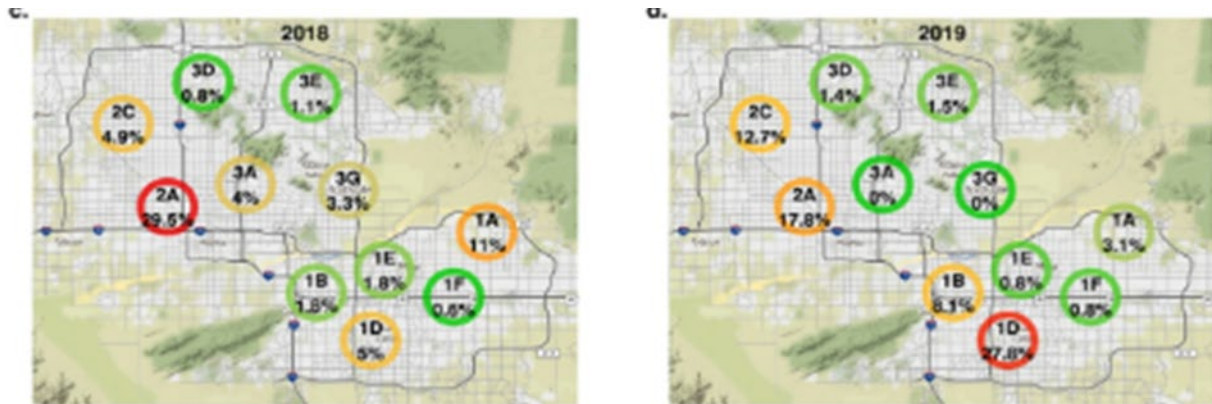 c.
2018
3D
0.8%
3E
1.1%
2C
4.9%
3A
4%
3G
3.3%
2A
29.5%
1A
11%
1E
1.8%
1B
1.8%
1F
0.6%
1D
5%
d.
2019
3D
1.4%
3E
1.5%
2C
12.7%
3A
0%
3G
0%
2A
17.8%
1A
3.1%
1E
0.8%
1B
8.1%
1F
0.8%
1D
27.8%